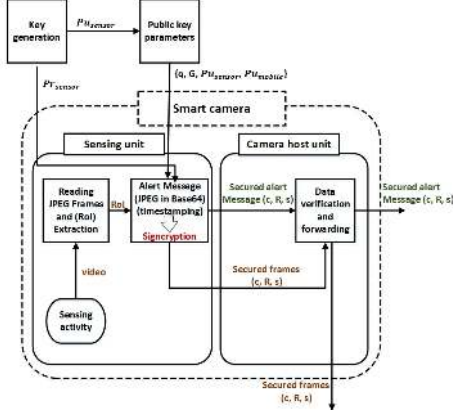 Key
generation
Pu_sensor
Public key
parameters
Pr_sensor
{q, G, Pu_sensor, Pu_mobile}
Smart camera
Sensing unit
Camera host unit
Reading
JPEG Frames
and (RoI)
Extraction
RoI
Alert Message
(JPEG in Base64)
(timestamping)
Signcryption
Secured alert
Message (c, R, s)
Data
verification
and
forwarding
Secured alert
Message (c, R, s)
video
Secured frames
(c, R, s)
Sensing
activity
Secured frames
(c, R, s)